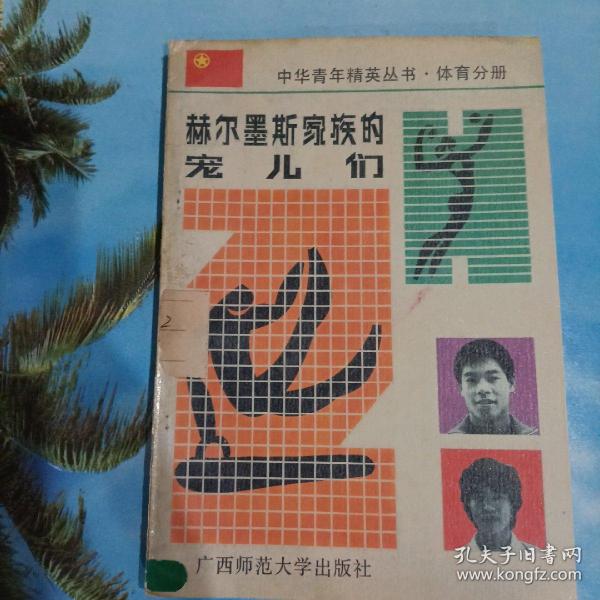 中华青年精英丛书·体育分册
赫尔墨斯家族的
宠儿们
2
广西师范大学出版社
孔夫子旧书网
www.kongfz.com